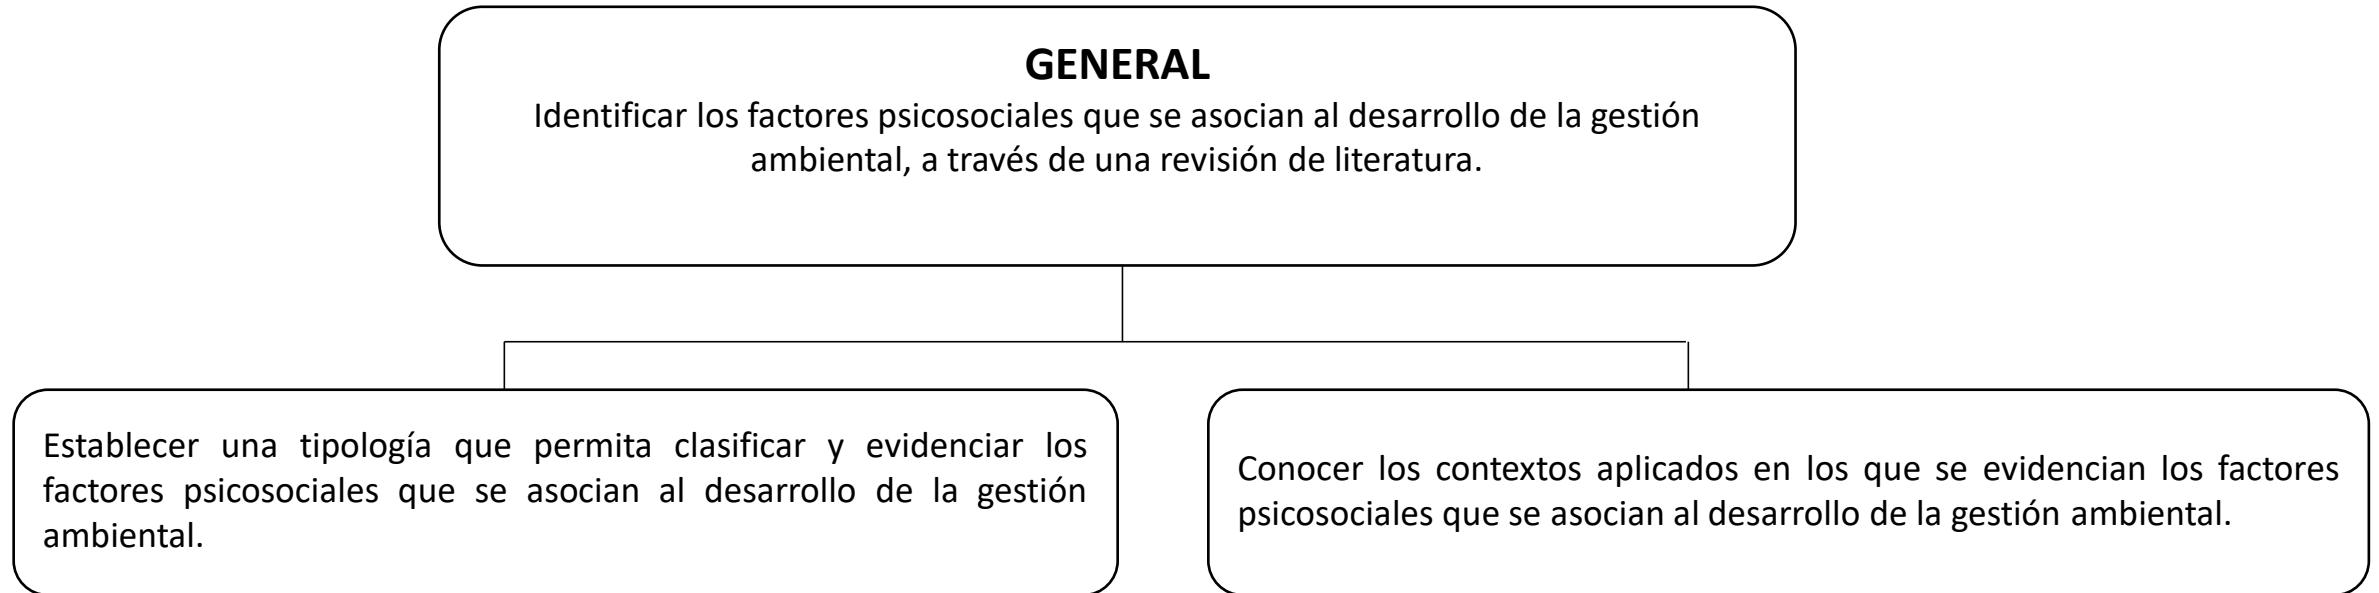 GENERAL
Identificar los factores psicosociales que se asocian al desarrollo de la gestión
ambiental, a través de una revisión de literatura.
Establecer una tipología que permita clasificar y evidenciar los
factores psicosociales que se asocian al desarrollo de la gestión
ambiental.
Conocer los contextos aplicados en los que se evidencian los factores
psicosociales que se asocian al desarrollo de la gestión ambiental.